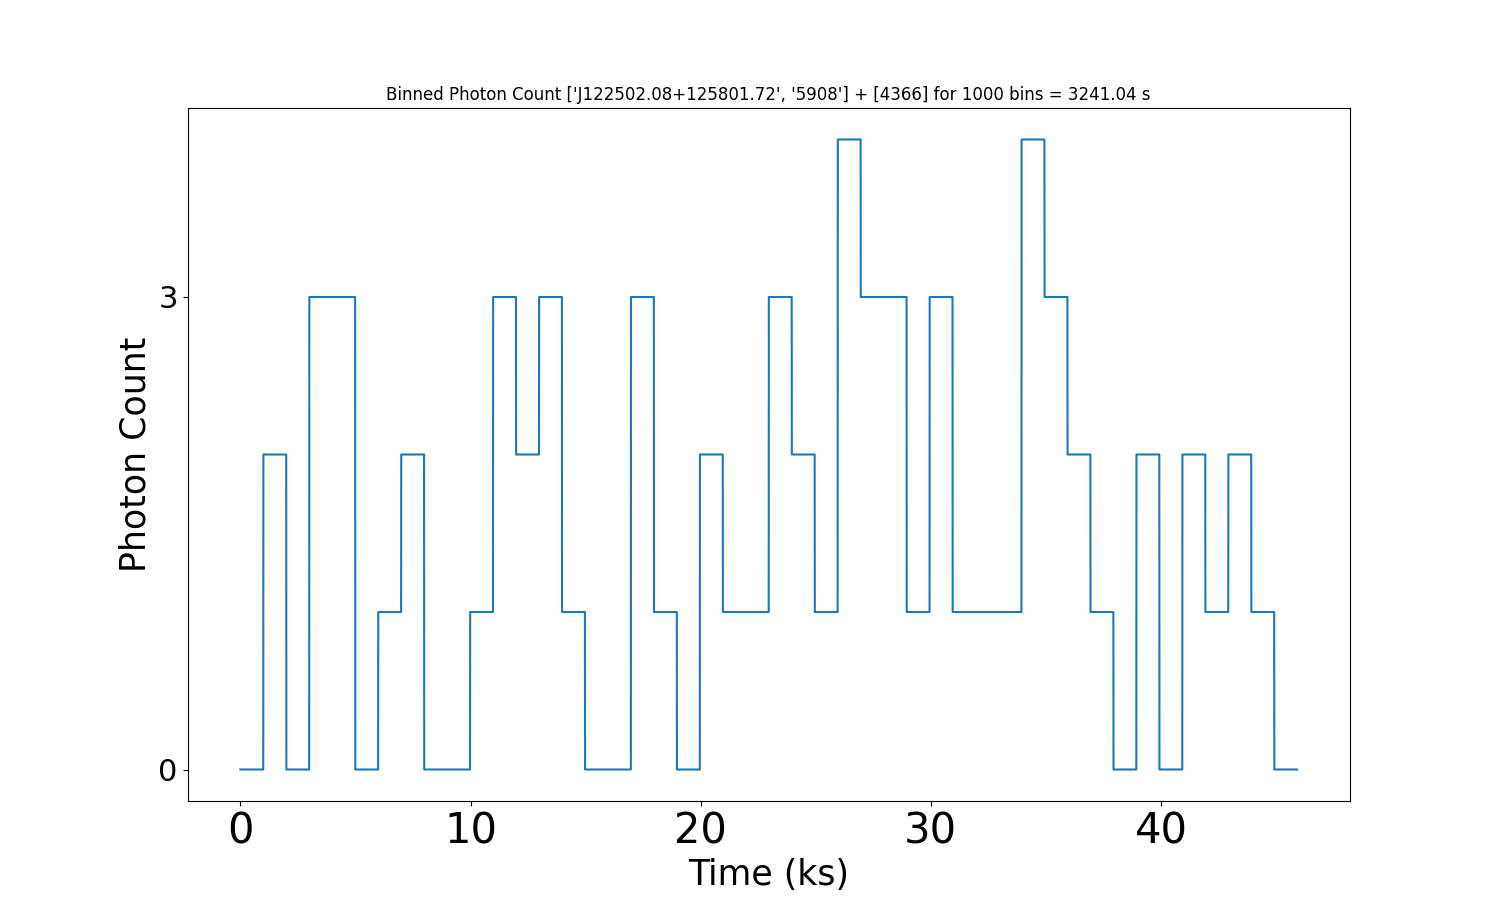 Binned Photon Count ['J122502.08+125801.72', '5908'] + [4366] for 1000 bins = 3241.04 s
3
Photon Count
0
0 10 20 30 40
Time (ks)